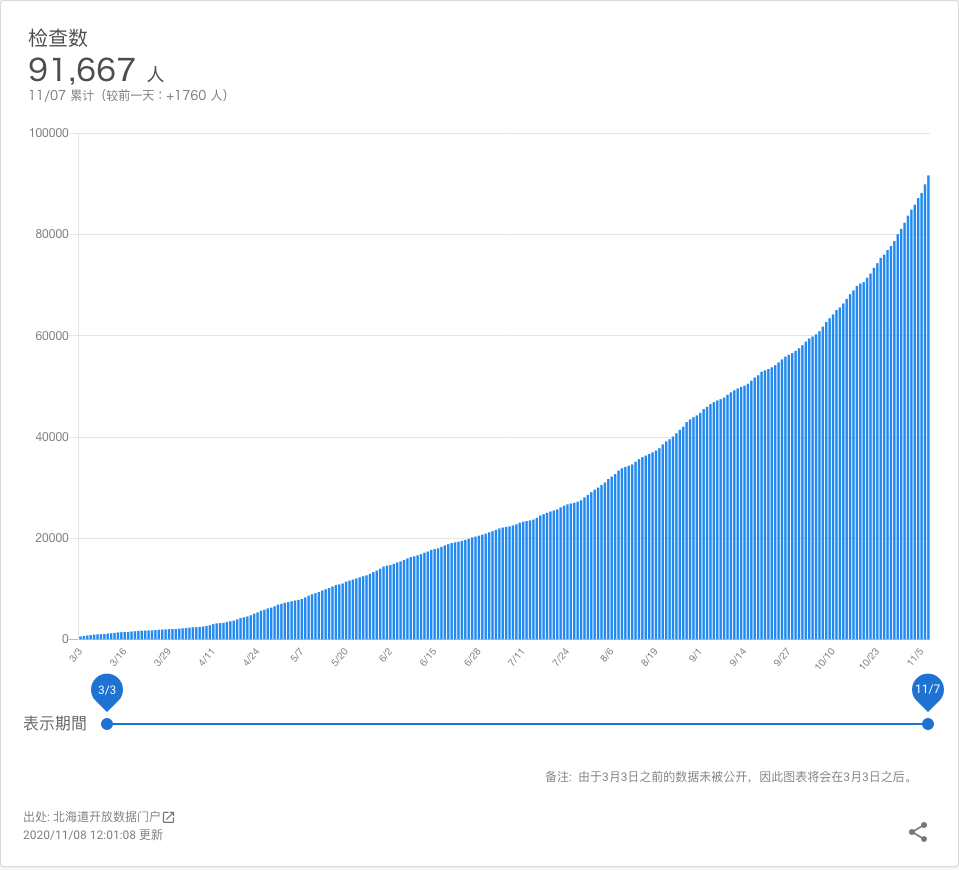 检查数
91,667 人
11/07 累计（较前一天：+1760 人）
100000
80000
60000
40000
20000
0
3/3 3/16 3/29 4/11 4/24 5/7 5/20 6/2 6/15 6/28 7/11 7/24 8/6 8/19 9/1 9/14 9/27 10/10 10/23 11/5
3/3 11/7
表示期間
备注: 由于3月3日之前的数据未被公开，因此图表将会在3月3日之后。
出处: 北海道开放数据门户
2020/11/08 12:01:08 更新